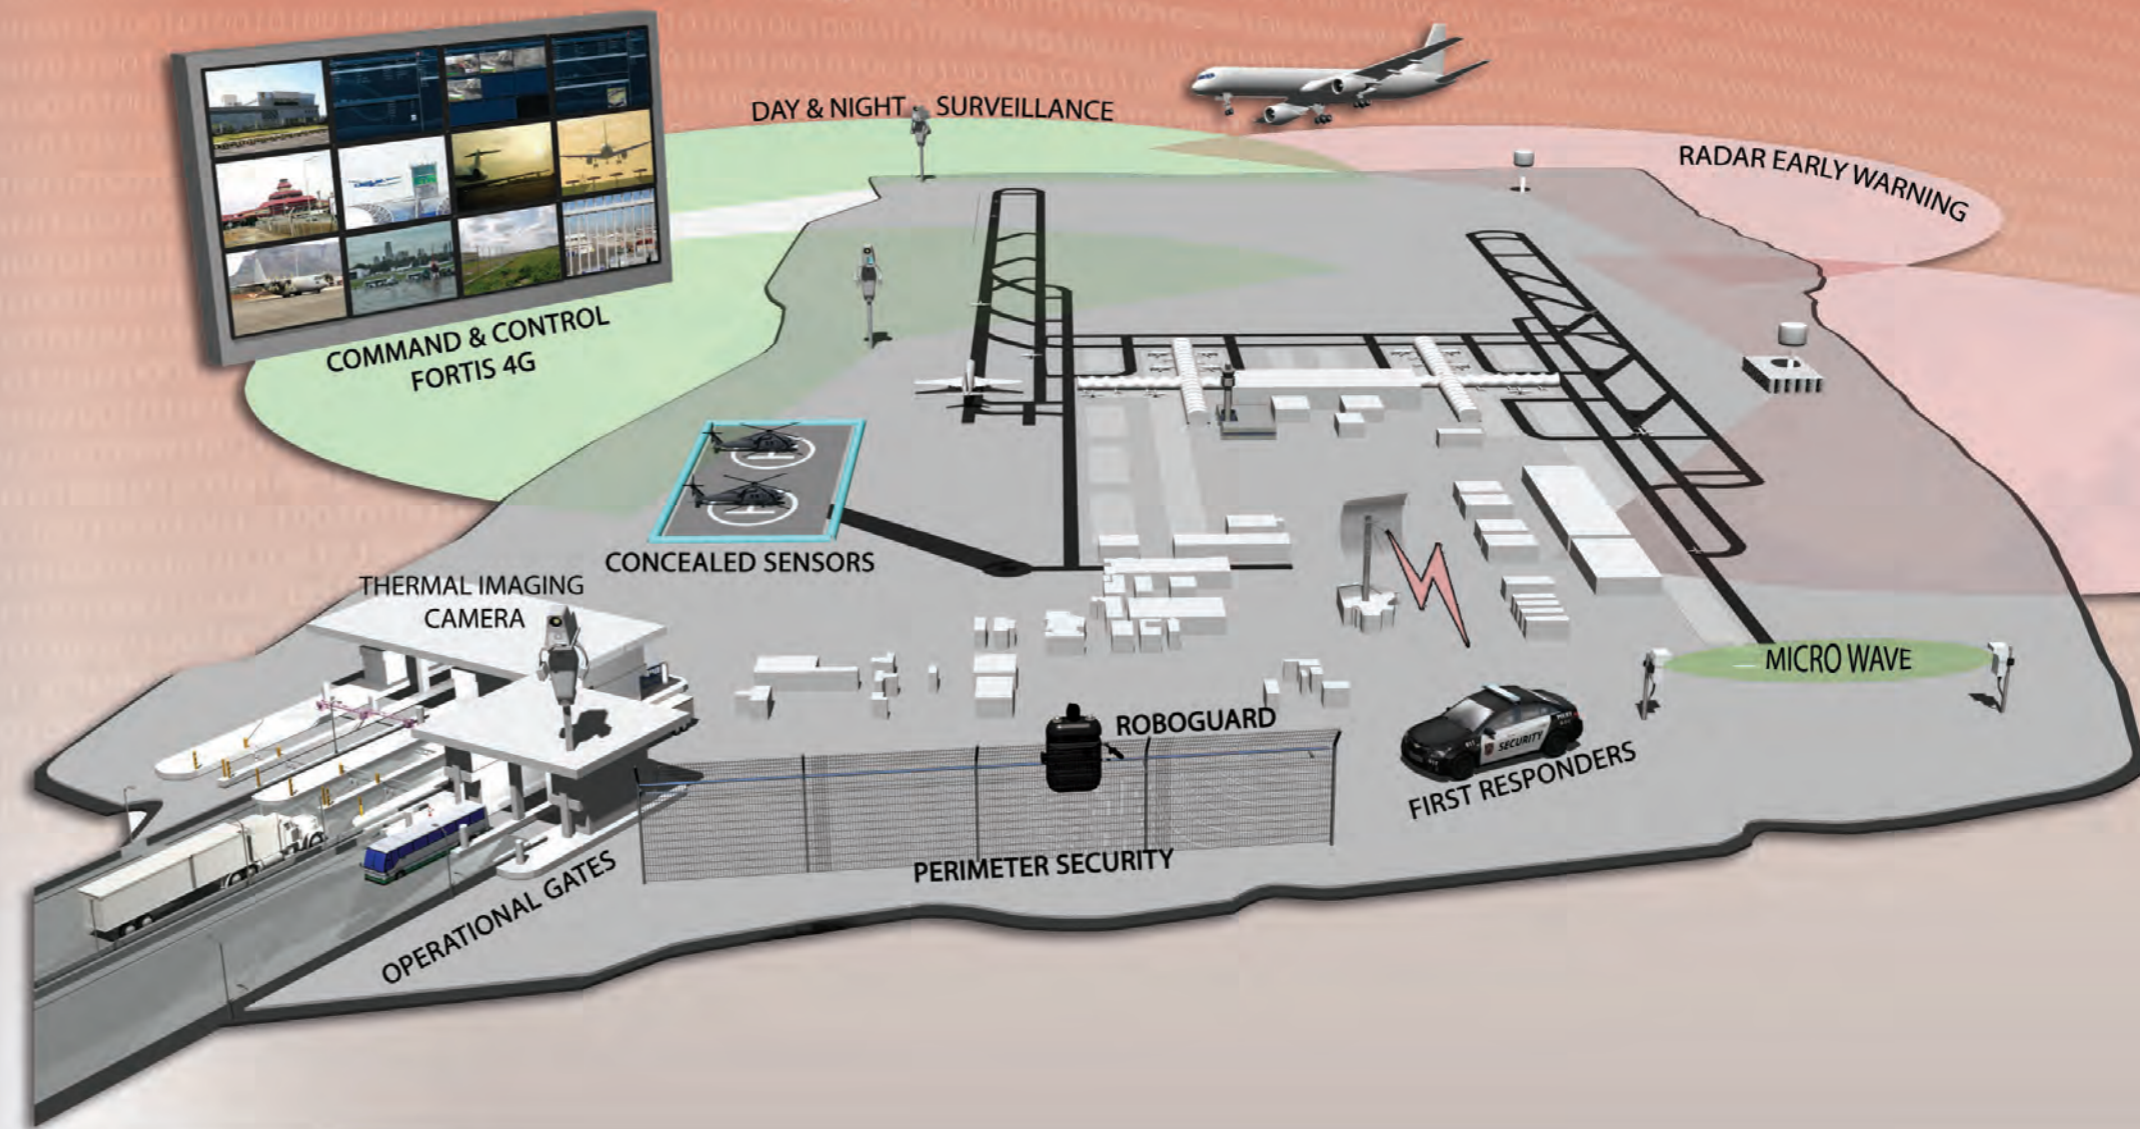 DAY & NIGHT SURVEILLANCE
RADAR EARLY WARNING
COMMAND & CONTROL
FORTIS 4G
CONCEALED SENSORS
THERMAL IMAGING
CAMERA
MICRO WAVE
ROBOGUARD
SECURITY
FIRST RESPONDERS
PERIMETER SECURITY
OPERATIONAL GATES